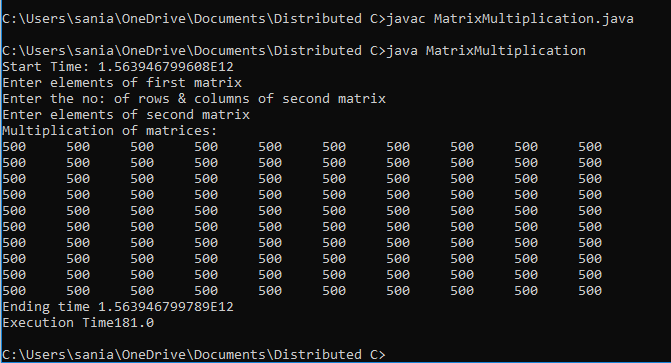 C:\Users\sania\OneDrive\Documents\Distributed C>javac MatrixMultiplication.java
C:\Users\sania\OneDrive\Documents\Distributed C>java MatrixMultiplication
Start Time: 1.563946799608E12
Enter elements of first matrix
Enter the no: of rows & columns of second matrix
Enter elements of second matrix
Multiplication of matrices:
500 500 500 500 500 500 500 500 500 500
500 500 500 500 500 500 500 500 500 500
500 500 500 500 500 500 500 500 500 500
500 500 500 500 500 500 500 500 500 500
500 500 500 500 500 500 500 500 500 500
500 500 500 500 500 500 500 500 500 500
500 500 500 500 500 500 500 500 500 500
500 500 500 500 500 500 500 500 500 500
500 500 500 500 500 500 500 500 500 500
500 500 500 500 500 500 500 500 500 500
Ending time 1.563946799789E12
Execution Time181.0
C:\Users\sania\OneDrive\Documents\Distributed C>